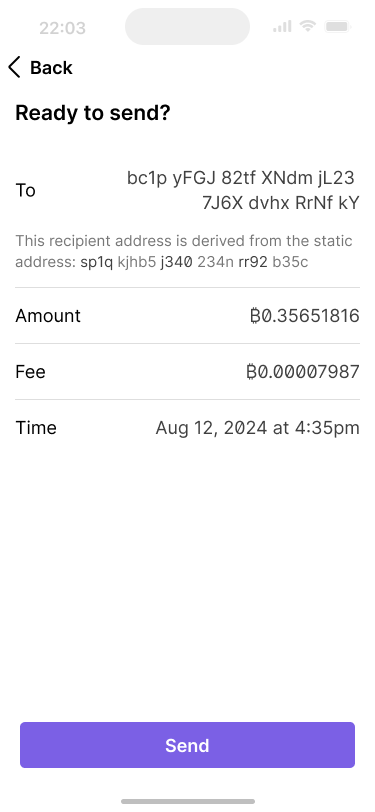 22:03
Back
Ready to send?
To
bc1p yFGJ 82tf XNdm jL23
7J6X dvhx RrNf kY
This recipient address is derived from the static
address: sp1q kjhb5 j340 234n rr92 b35c
Amount
₿0.35651816
Fee
₿0.00007987
Time
Aug 12, 2024 at 4:35pm
Send